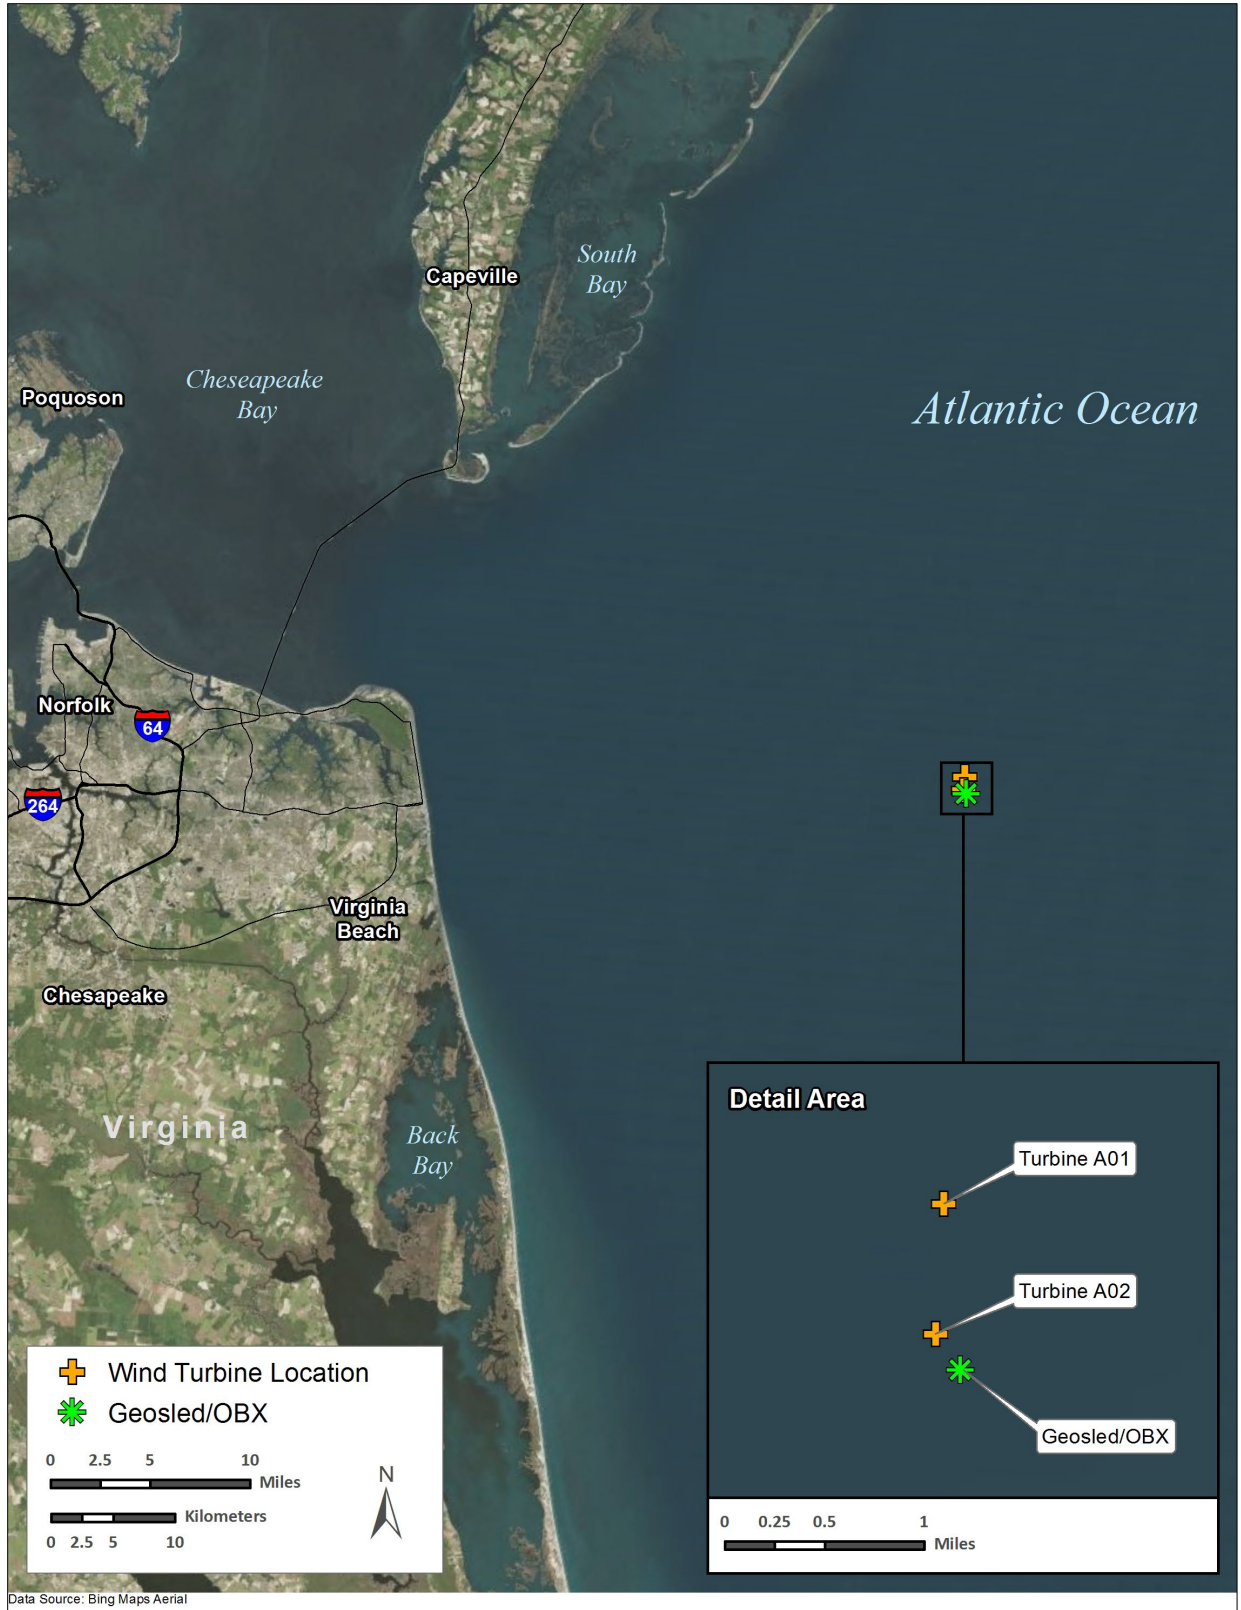 South
Bay
Capeville
Cheseapeake
Bay
Poquoson
Atlantic Ocean
Norfolk
64
264
Virginia
Beach
Chesapeake
Virginia
Back
Bay
Detail Area
Turbine A01
Turbine A02
Geosled/OBX
0 0.25 0.5 1
Miles
Wind Turbine Location
Geosled/OBX
0 2.5 5 10
Miles
Kilometers
0 2.5 5 10
N
Data Source: Bing Maps Aerial